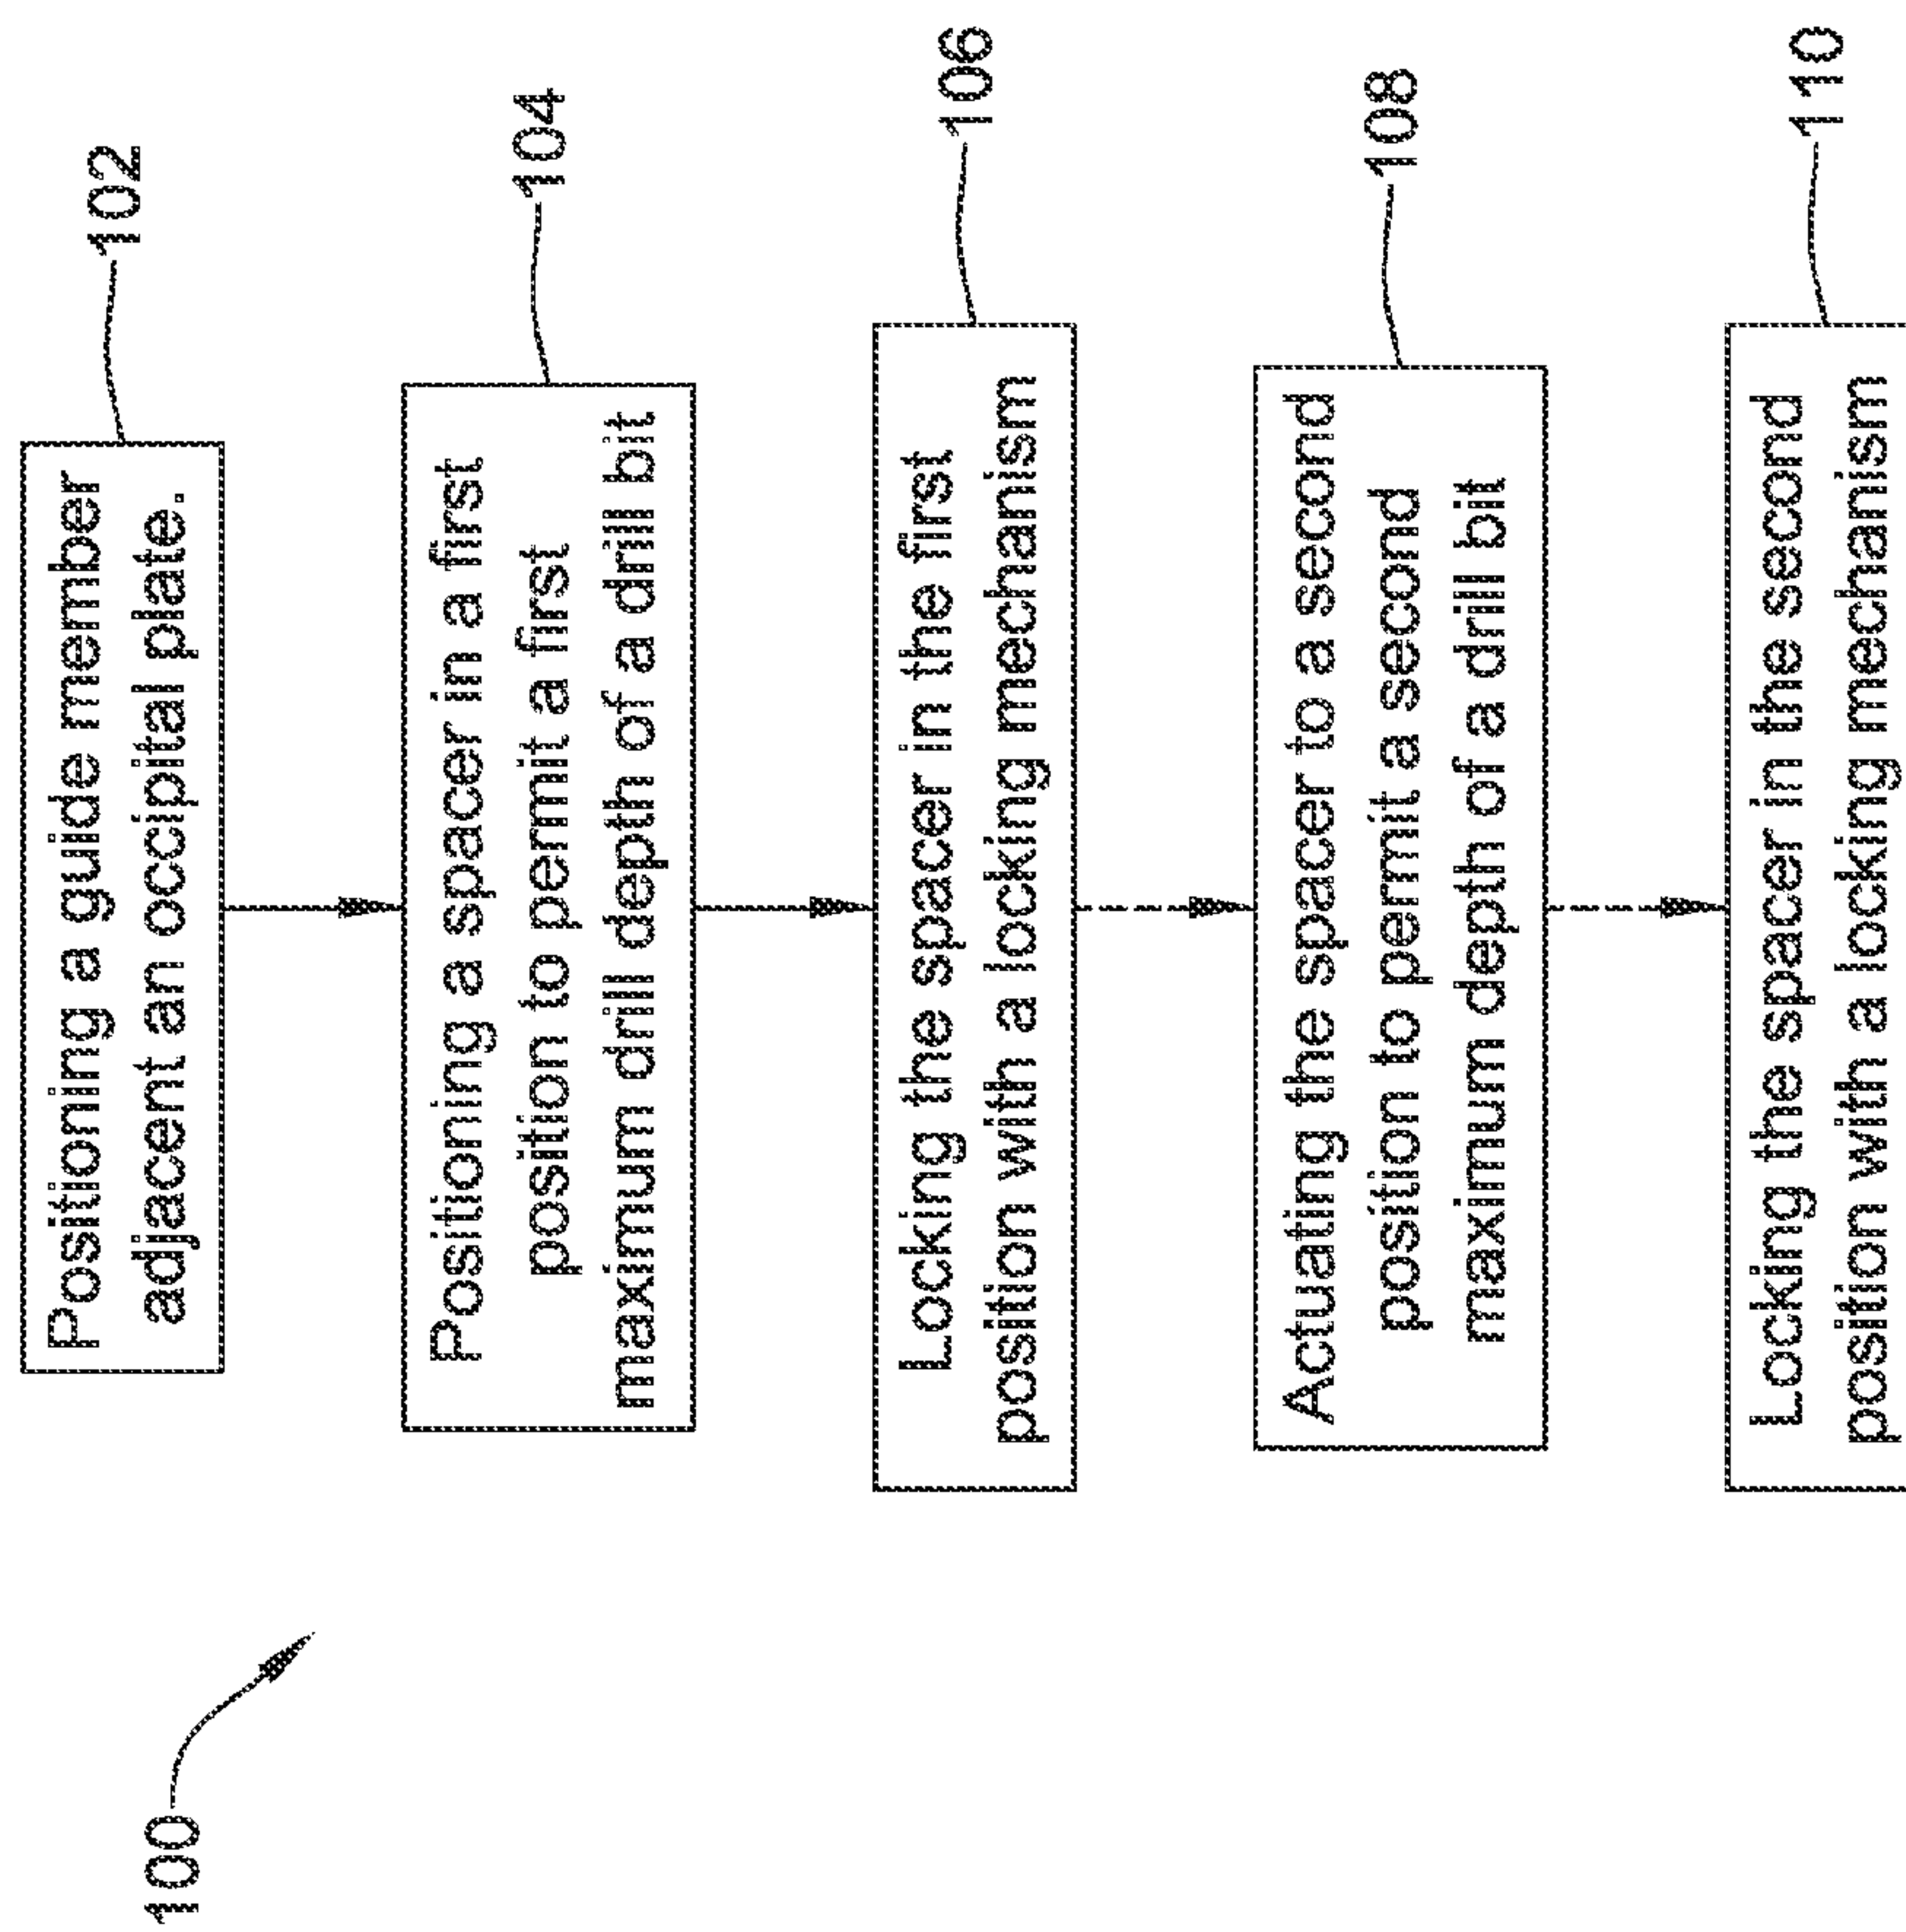 100
Positioning a guide member
adjacent an occipital plate.
102
Positioning a spacer in a first
position to permit a first
maximum drill depth of a drill bit
104
Locking the spacer in the first
position with a locking mechanism
106
Actuating the spacer to a second
position to permit a second
maximum depth of a drill bit
108
Locking the spacer in the second
position with a locking mechanism
110